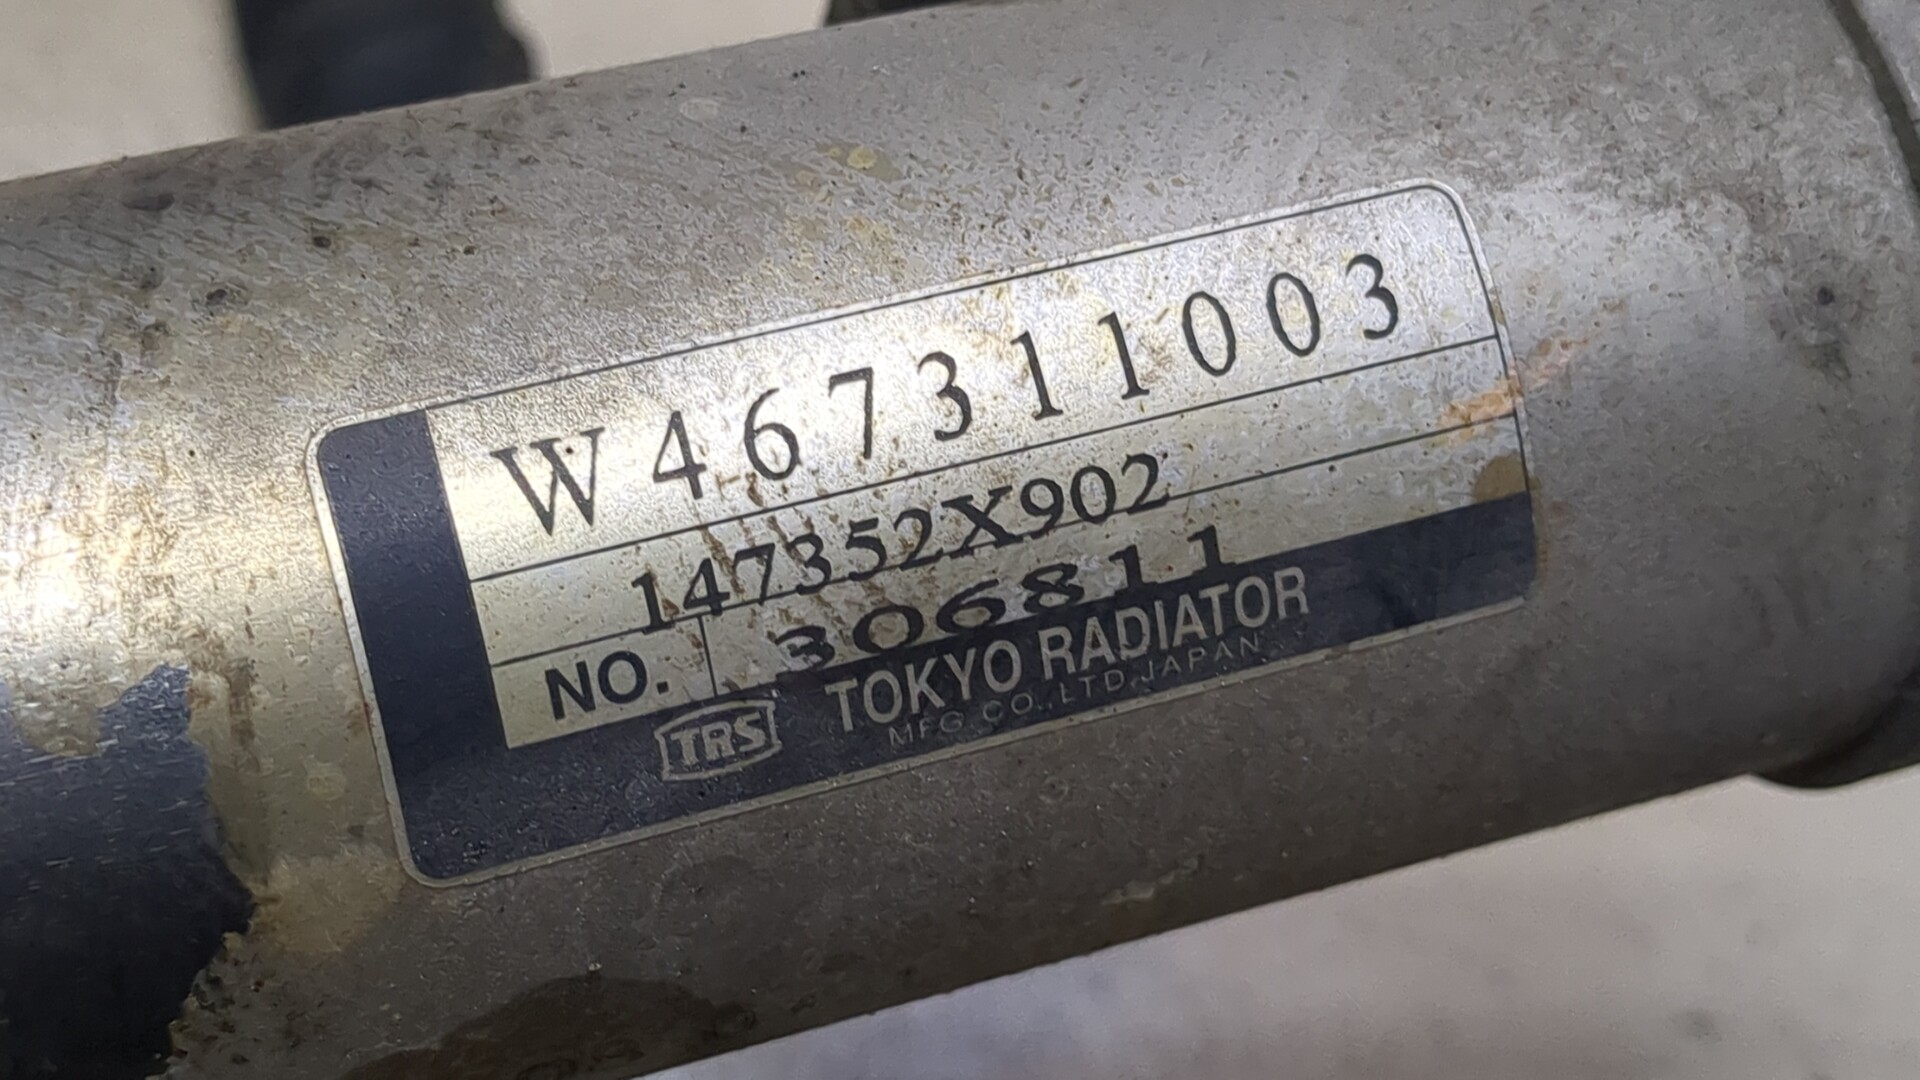 W467311003
147352X902
NO. 306811
TRS TOKYO RADIATOR
MFG.CO.,LTD.JAPAN